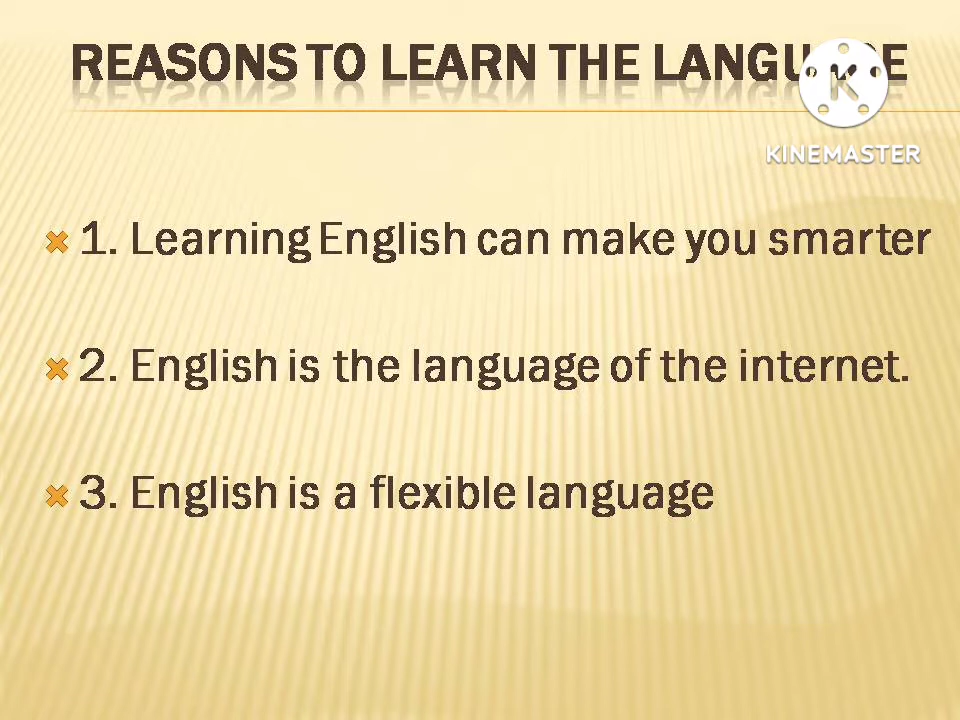 REASONS TO LEARN THE LANGUAGE
K
KINEMASTER
1. Learning English can make you smarter
2. English is the language of the internet.
3. English is a flexible language